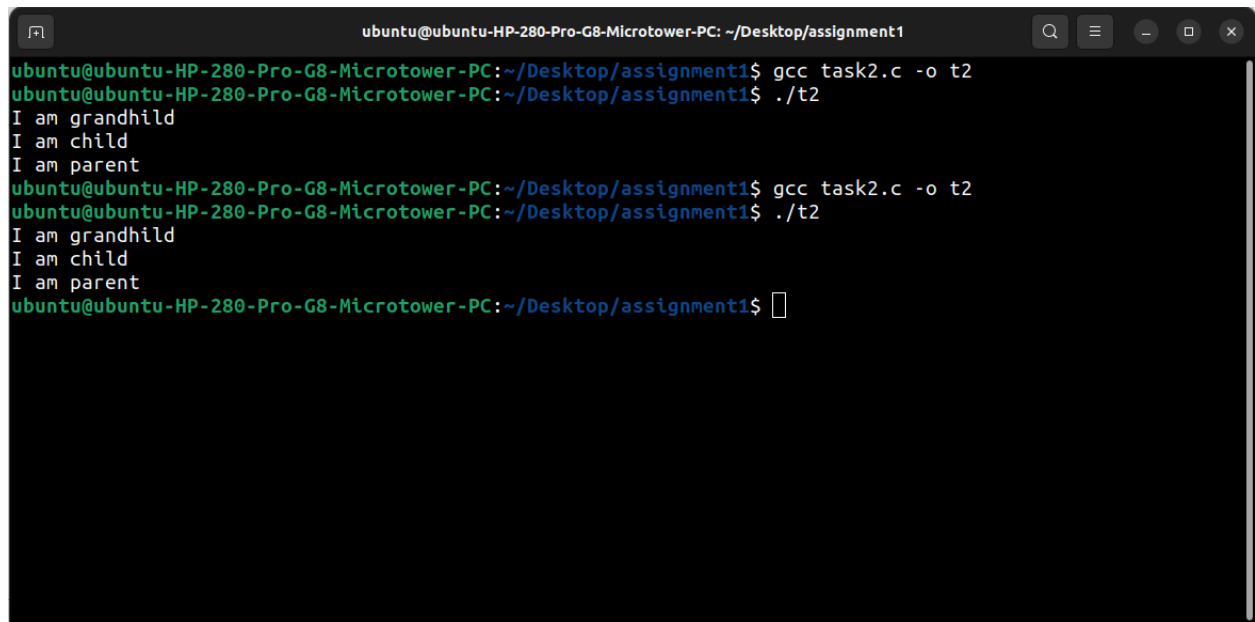 ubuntu@ubuntu-HP-280-Pro-G8-Microtower-PC: ~/Desktop/assignment1
ubuntu@ubuntu-HP-280-Pro-G8-Microtower-PC:~/Desktop/assignment1$ gcc task2.c -o t2
ubuntu@ubuntu-HP-280-Pro-G8-Microtower-PC:~/Desktop/assignment1$ ./t2
I am grandhild
I am child
I am parent
ubuntu@ubuntu-HP-280-Pro-G8-Microtower-PC:~/Desktop/assignment1$ gcc task2.c -o t2
ubuntu@ubuntu-HP-280-Pro-G8-Microtower-PC:~/Desktop/assignment1$ ./t2
I am grandhild
I am child
I am parent
ubuntu@ubuntu-HP-280-Pro-G8-Microtower-PC:~/Desktop/assignment1$